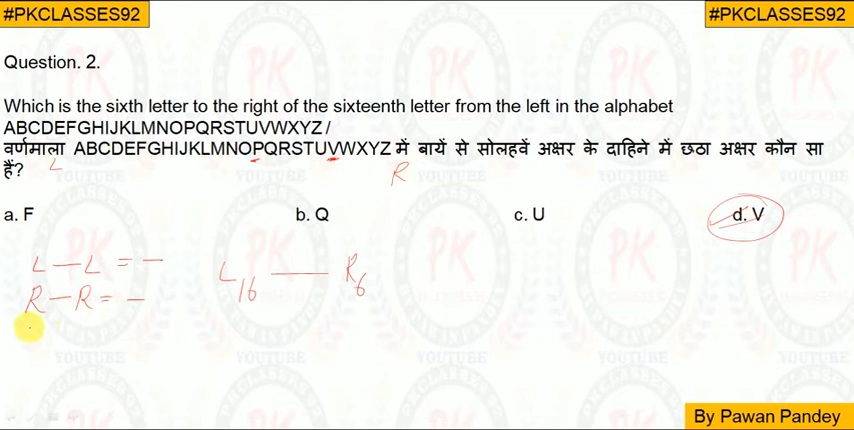 #PKCLASSES92 #PKCLASSES92
Question. 2.
Which is the sixth letter to the right of the sixteenth letter from the left in the alphabet
ABCDEFGHIJKLMNOPQRSTUVWXYZ /
वर्णमाला ABCDEFGHIJKLMNOPQRSTUVWXYZ में बायें से सोलहवें अक्षर के दाहिने में छठा अक्षर कौन सा
हैं?
L R
a. F b. Q c. U d. V
L — L = —
L16 — R6
R — R = —
By Pawan Pandey